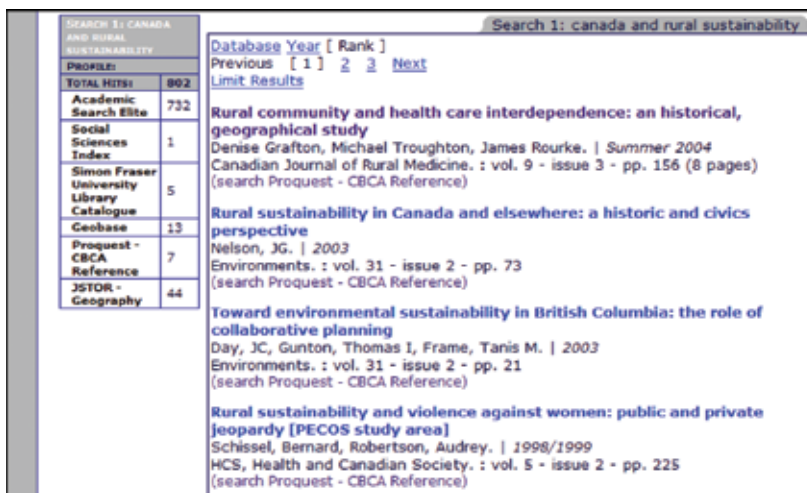 SEARCH 1: CANADA
AND RURAL
SUSTAINABILITY
PROFILE:
TOTAL HITS: 802
Academic
Search Elite 732
Social
Sciences
Index 1
Simon Fraser
University
Library
Catalogue 5
Geobase 13
Proquest -
CBCA
Reference 7
JSTOR -
Geography 44
Search 1: canada and rural sustainability
Database Year [ Rank ]
Previous [ 1 ] 2 3 Next
Limit Results
Rural community and health care interdependence: an historical,
geographical study
Denise Grafton, Michael Troughton, James Rourke. | Summer 2004
Canadian Journal of Rural Medicine. : vol. 9 - issue 3 - pp. 156 (8 pages)
(search Proquest - CBCA Reference)
Rural sustainability in Canada and elsewhere: a historic and civics
perspective
Nelson, JG. | 2003
Environments. : vol. 31 - issue 2 - pp. 73
(search Proquest - CBCA Reference)
Toward environmental sustainability in British Columbia: the role of
collaborative planning
Day, JC, Gunton, Thomas I, Frame, Tanis M. | 2003
Environments. : vol. 31 - issue 2 - pp. 21
(search Proquest - CBCA Reference)
Rural sustainability and violence against women: public and private
jeopardy [PECOS study area]
Schissel, Bernard, Robertson, Audrey. | 1998/1999
HCS, Health and Canadian Society. : vol. 5 - issue 2 - pp. 225
(search Proquest - CBCA Reference)